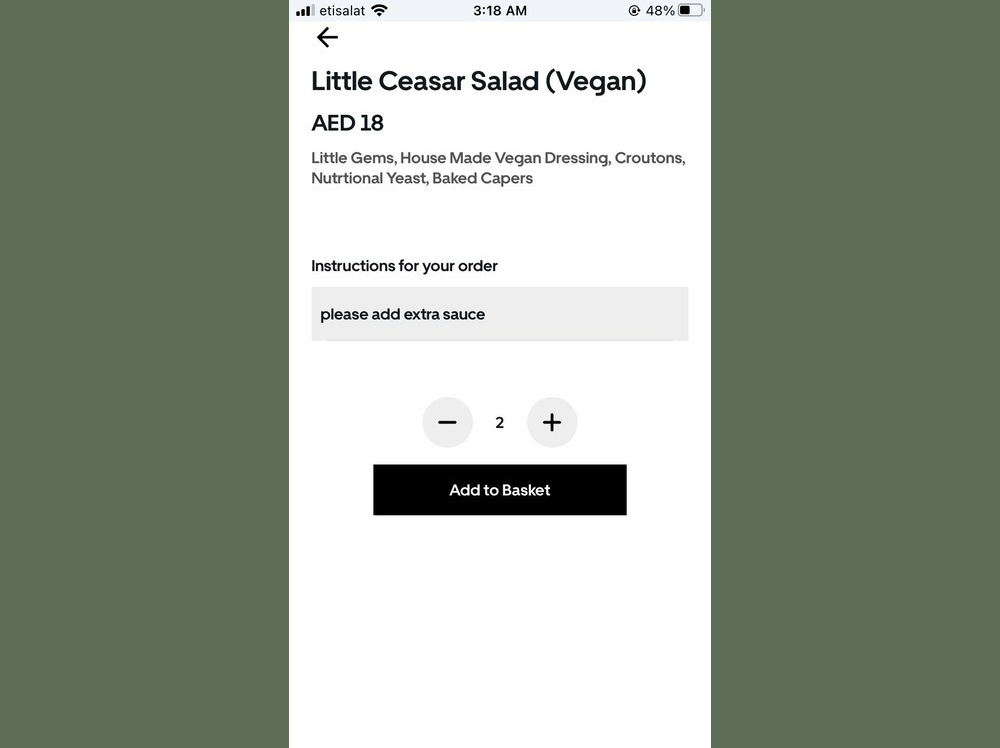 etisalat 3:18 AM 48%
Little Ceasar Salad (Vegan)
AED 18
Little Gems, House Made Vegan Dressing, Croutons,
Nutrtional Yeast, Baked Capers
Instructions for your order
please add extra sauce
2
Add to Basket